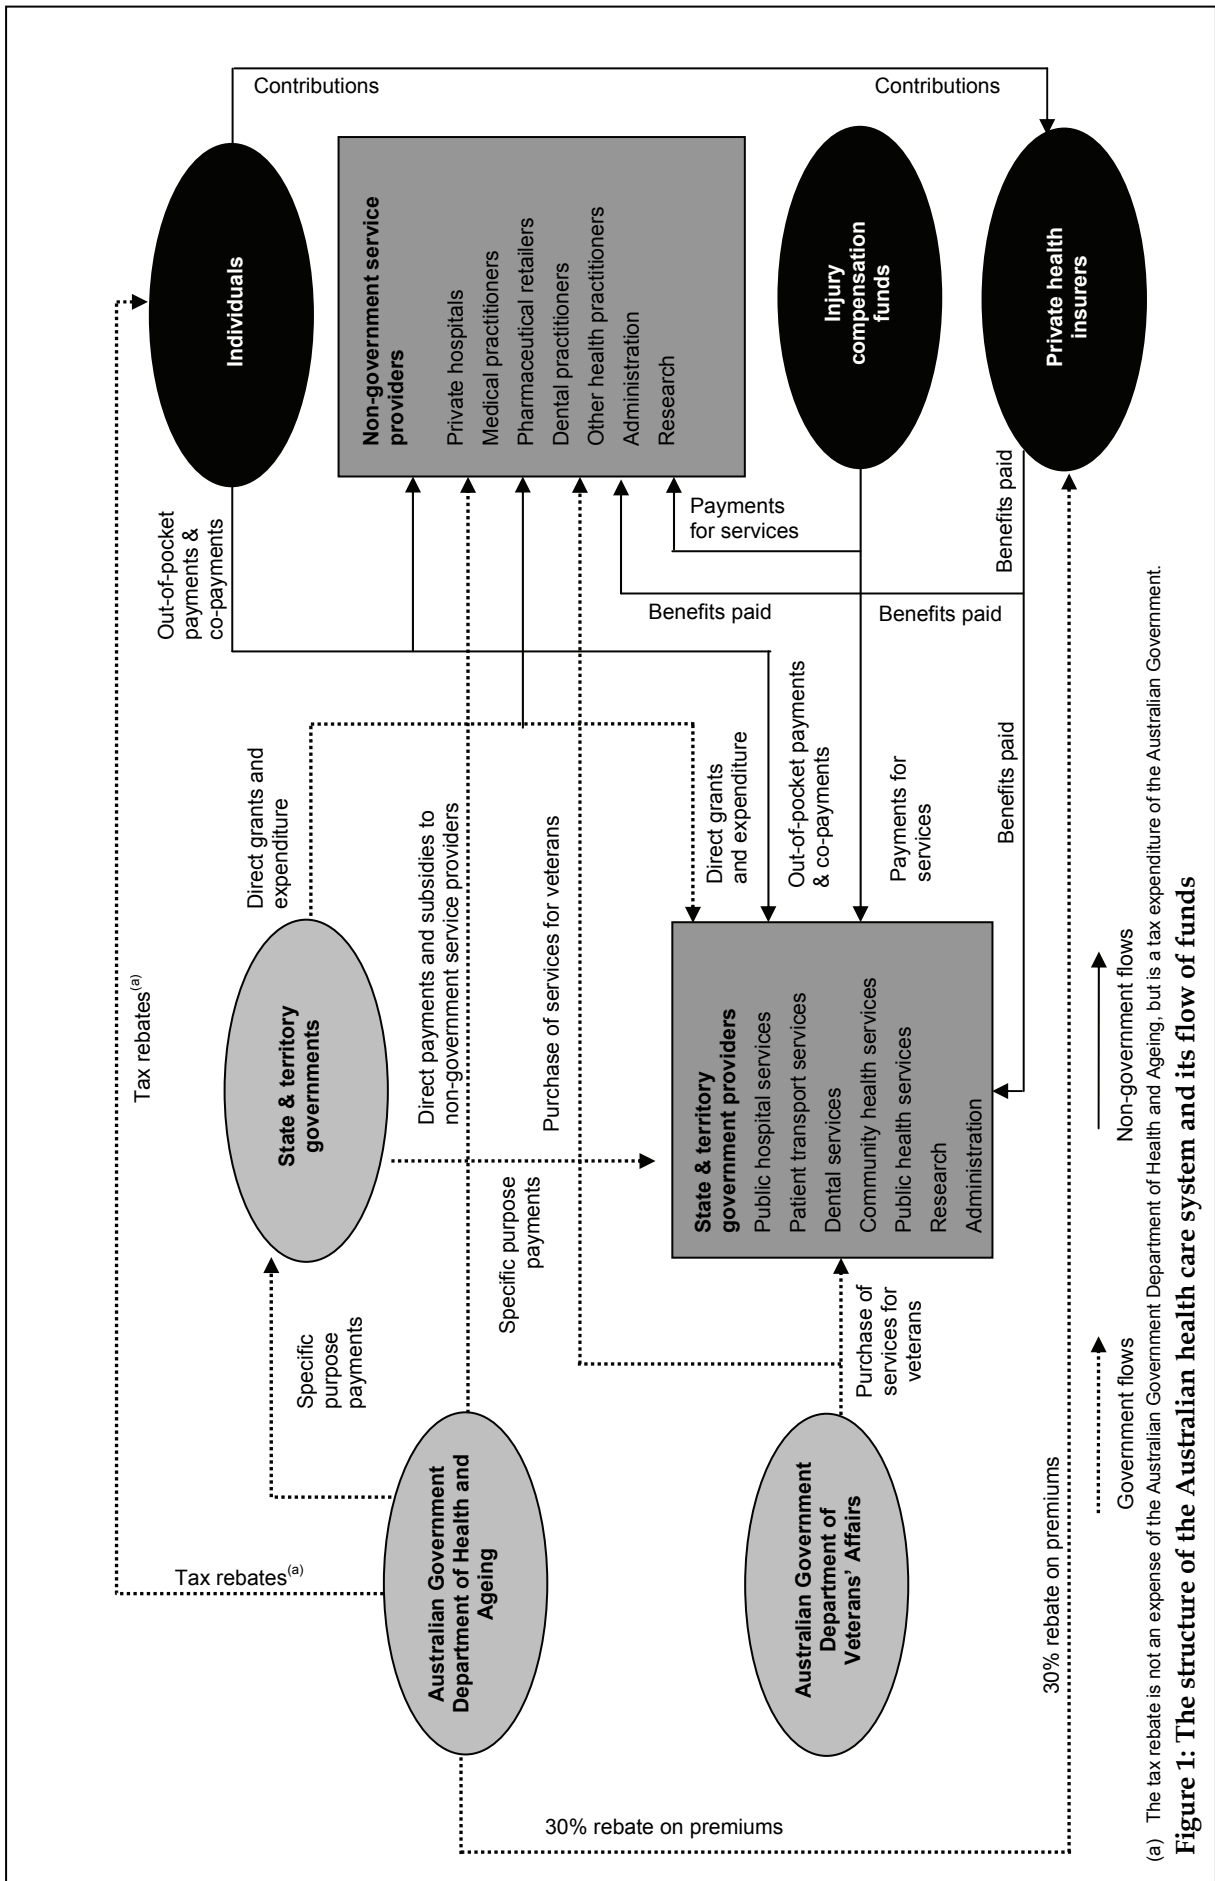 Tax rebates(a)
Tax rebates(a)
Contributions
Contributions
Individuals
Out-of-pocket
payments &
co-payments
State & territory
governments
Direct grants and
expenditure
Specific
purpose
payments
Australian Government
Department of Health and
Ageing
Direct payments and subsidies to
non-government service providers
Non-government service
providers
Private hospitals
Medical practitioners
Pharmaceutical retailers
Dental practitioners
Other health practitioners
Administration
Research
Specific purpose
payments
Purchase of services for veterans
Payments
for services
Benefits paid
Direct grants
and expenditure
Out-of-pocket payments
& co-payments
State & territory
government providers
Public hospital services
Patient transport services
Dental services
Community health services
Public health services
Research
Administration
Australian Government
Department of
Veterans' Affairs
Purchase of
services for
veterans
Payments for
services
Injury
compensation
funds
Benefits paid
Benefits paid
Benefits paid
Private health
insurers
30% rebate on premiums
30% rebate on premiums
Government flows
Non-government flows
(a) The tax rebate is not an expense of the Australian Government Department of Health and Ageing, but is a tax expenditure of the Australian Government.
Figure 1: The structure of the Australian health care system and its flow of funds